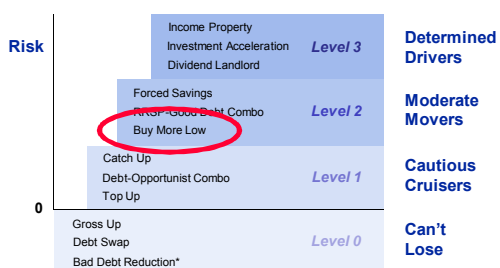 Risk
Income Property
Investment Acceleration
Dividend Landlord
Level 3
Determined
Drivers
Forced Savings
RRSP-Good Debt Combo
Buy More Low
Level 2
Moderate
Movers
Catch Up
Debt-Opportunist Combo
Top Up
Level 1
Cautious
Cruisers
0
Gross Up
Debt Swap
Bad Debt Reduction*
Level 0
Can't
Lose